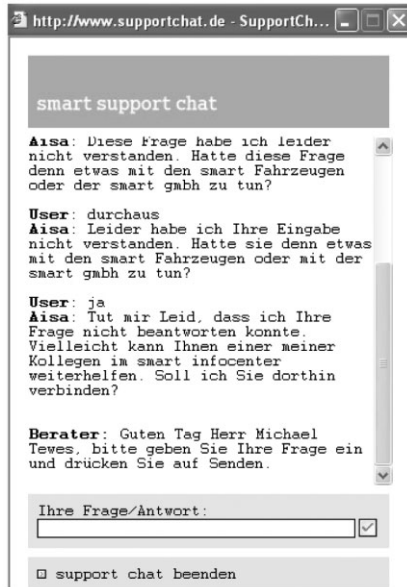 http://www.supportchat.de - SupportCh...
smart support chat
Aisa: Diese Frage habe ich leider
nicht verstanden. Hatte diese Frage
denn etwas mit den smart Fahrzeugen
oder der smart gmbh zu tun?
User: durchaus
Aisa: Leider habe ich Ihre Eingabe
nicht verstanden. Hatte sie denn etwas
mit den smart Fahrzeugen oder mit der
smart gmbh zu tun?
User: ja
Aisa: Tut mir Leid, dass ich Ihre
Frage nicht beantworten konnte.
Vielleicht kann Ihnen einer meiner
Kollegen im smart infocenter
weiterhelfen. Soll ich Sie dorthin
verbinden?
Berater: Guten Tag Herr Michael
Tewes, bitte geben Sie Ihre Frage ein
und drücken Sie auf Senden.
Ihre Frage/Antwort:
support chat beenden